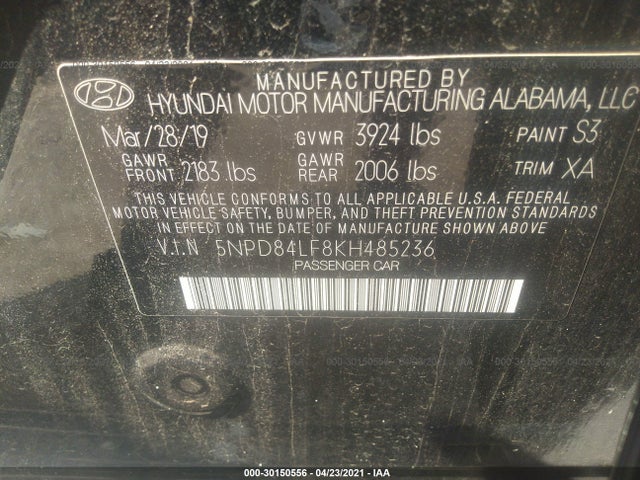 MANUFACTURED BY
HYUNDAI MOTOR MANUFACTURING ALABAMA, LLC
Mar/28/19 GVWR 3924 lbs PAINT S3
GAWR FRONT 2183 lbs GAWR REAR 2006 lbs TRIM XA
THIS VEHICLE CONFORMS TO ALL APPLICABLE U.S.A. FEDERAL
MOTOR VEHICLE SAFETY, BUMPER, AND THEFT PREVENTION STANDARDS
IN EFFECT ON THE DATE OF MANUFACTURE SHOWN ABOVE.
V.I.N 5NPD84LF8KH485236
PASSENGER CAR
000-30150556 - 04/23/2021 - IAA